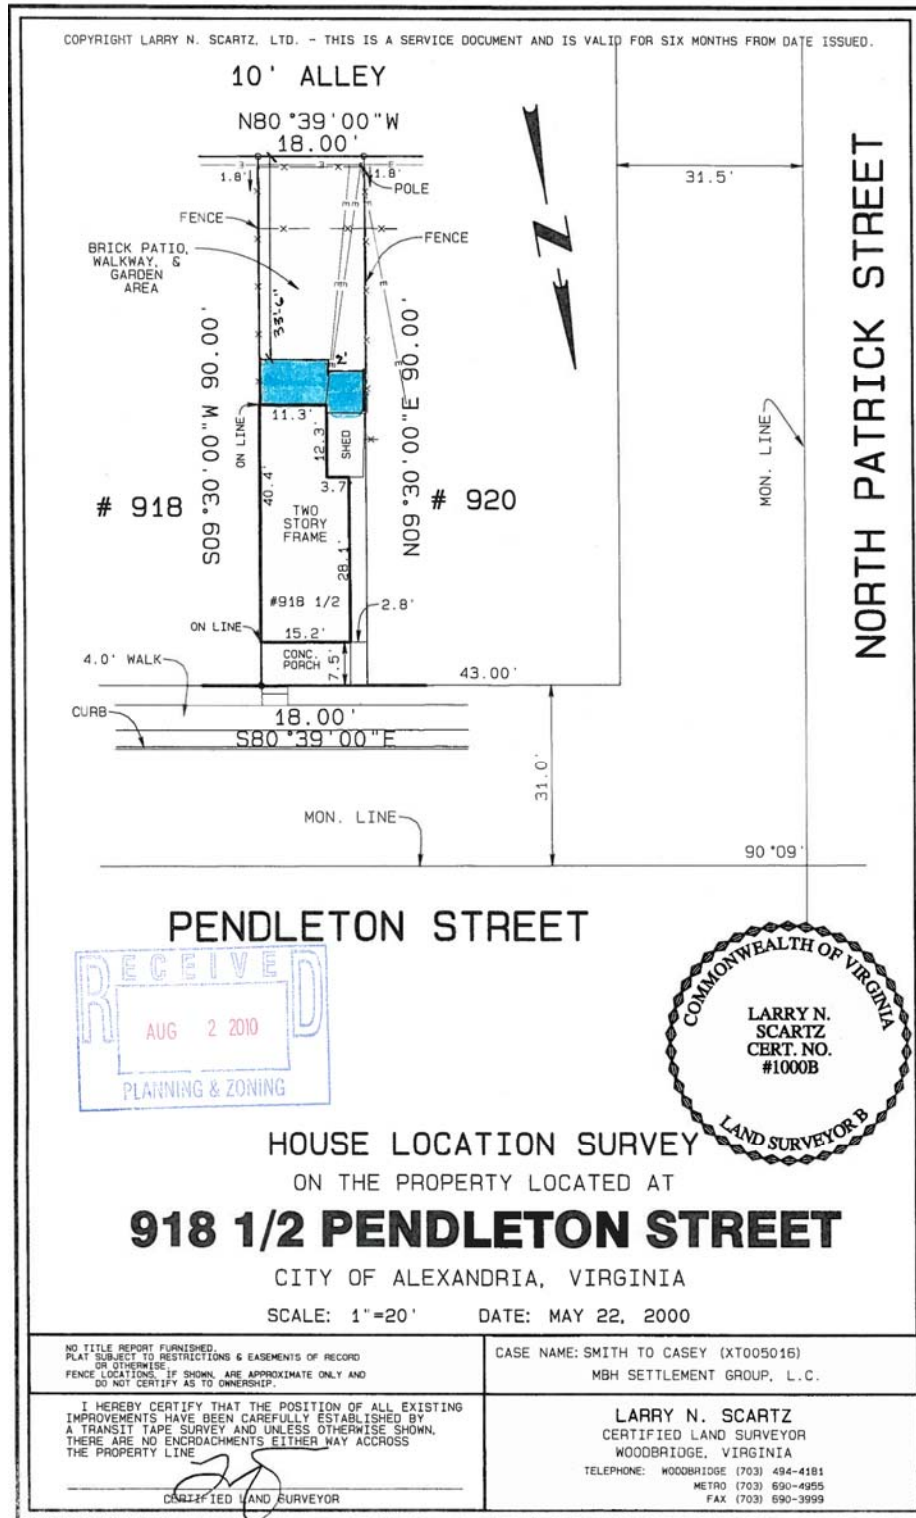 COPYRIGHT LARRY N. SCARTZ, LTD. - THIS IS A SERVICE DOCUMENT AND IS VALID FOR SIX MONTHS FROM DATE ISSUED.
10' ALLEY
N80°39'00"W
18.00'
1.8'
1.8'
POLE
31.5'
FENCE
FENCE
BRICK PATIO,
WALKWAY, &
GARDEN
AREA
33'-6"
2'
S09°30'00" W 90.00'
N09°30'00"E 90.00'
NORTH PATRICK STREET
MON. LINE
ON LINE
11.3'
12.3'
SHED
40.4'
3.7'
# 918
# 920
TWO
STORY
FRAME
28.1'
#918 1/2
2.8'
ON LINE
15.2'
CONC.
PORCH
7.5'
4.0' WALK
43.00'
CURB
18.00'
S80°39'00"E
31.0'
MON. LINE
90°09'
PENDLETON STREET
RECEIVED
AUG 2 2010
PLANNING & ZONING
COMMONWEALTH OF VIRGINIA
LARRY N.
SCARTZ
CERT. NO.
#1000B
LAND SURVEYOR B
HOUSE LOCATION SURVEY
ON THE PROPERTY LOCATED AT
918 1/2 PENDLETON STREET
CITY OF ALEXANDRIA, VIRGINIA
SCALE: 1"=20' DATE: MAY 22, 2000
NO TITLE REPORT FURNISHED.
PLAT SUBJECT TO RESTRICTIONS & EASEMENTS OF RECORD
OR OTHERWISE.
FENCE LOCATIONS, IF SHOWN, ARE APPROXIMATE ONLY AND
DO NOT CERTIFY AS TO OWNERSHIP.
CASE NAME: SMITH TO CASEY (XT005016)
MBH SETTLEMENT GROUP, L.C.
I HEREBY CERTIFY THAT THE POSITION OF ALL EXISTING
IMPROVEMENTS HAVE BEEN CAREFULLY ESTABLISHED BY
A TRANSIT TAPE SURVEY AND UNLESS OTHERWISE SHOWN,
THERE ARE NO ENCROACHMENTS EITHER WAY ACCROSS
THE PROPERTY LINE
CERTIFIED LAND SURVEYOR
LARRY N. SCARTZ
CERTIFIED LAND SURVEYOR
WOODBRIDGE, VIRGINIA
TELEPHONE: WOODBRIDGE (703) 494-4181
METRO (703) 690-4955
FAX (703) 690-3999